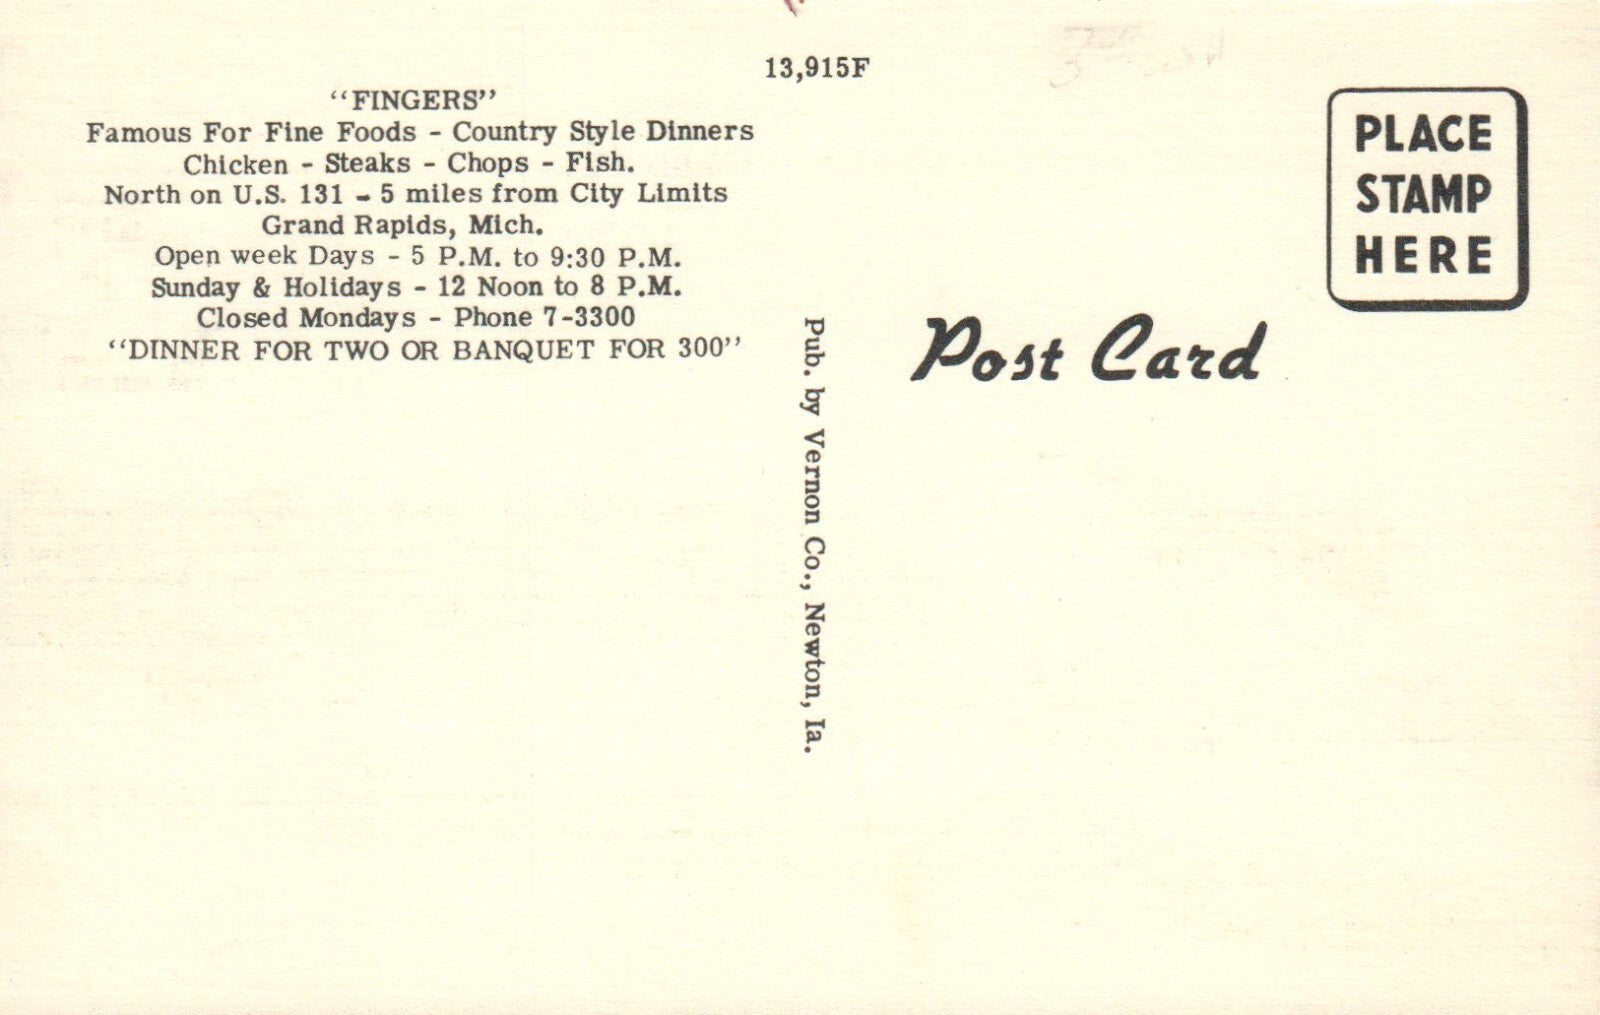 13,915F
"FINGERS"
Famous For Fine Foods - Country Style Dinners
Chicken - Steaks - Chops - Fish.
North on U.S. 131 - 5 miles from City Limits
Grand Rapids, Mich.
Open week Days - 5 P.M. to 9:30 P.M.
Sunday & Holidays - 12 Noon to 8 P.M.
Closed Mondays - Phone 7-3300
"DINNER FOR TWO OR BANQUET FOR 300"
Pub. by Vernon Co., Newton, Ia.
PLACE
STAMP
HERE
Post Card